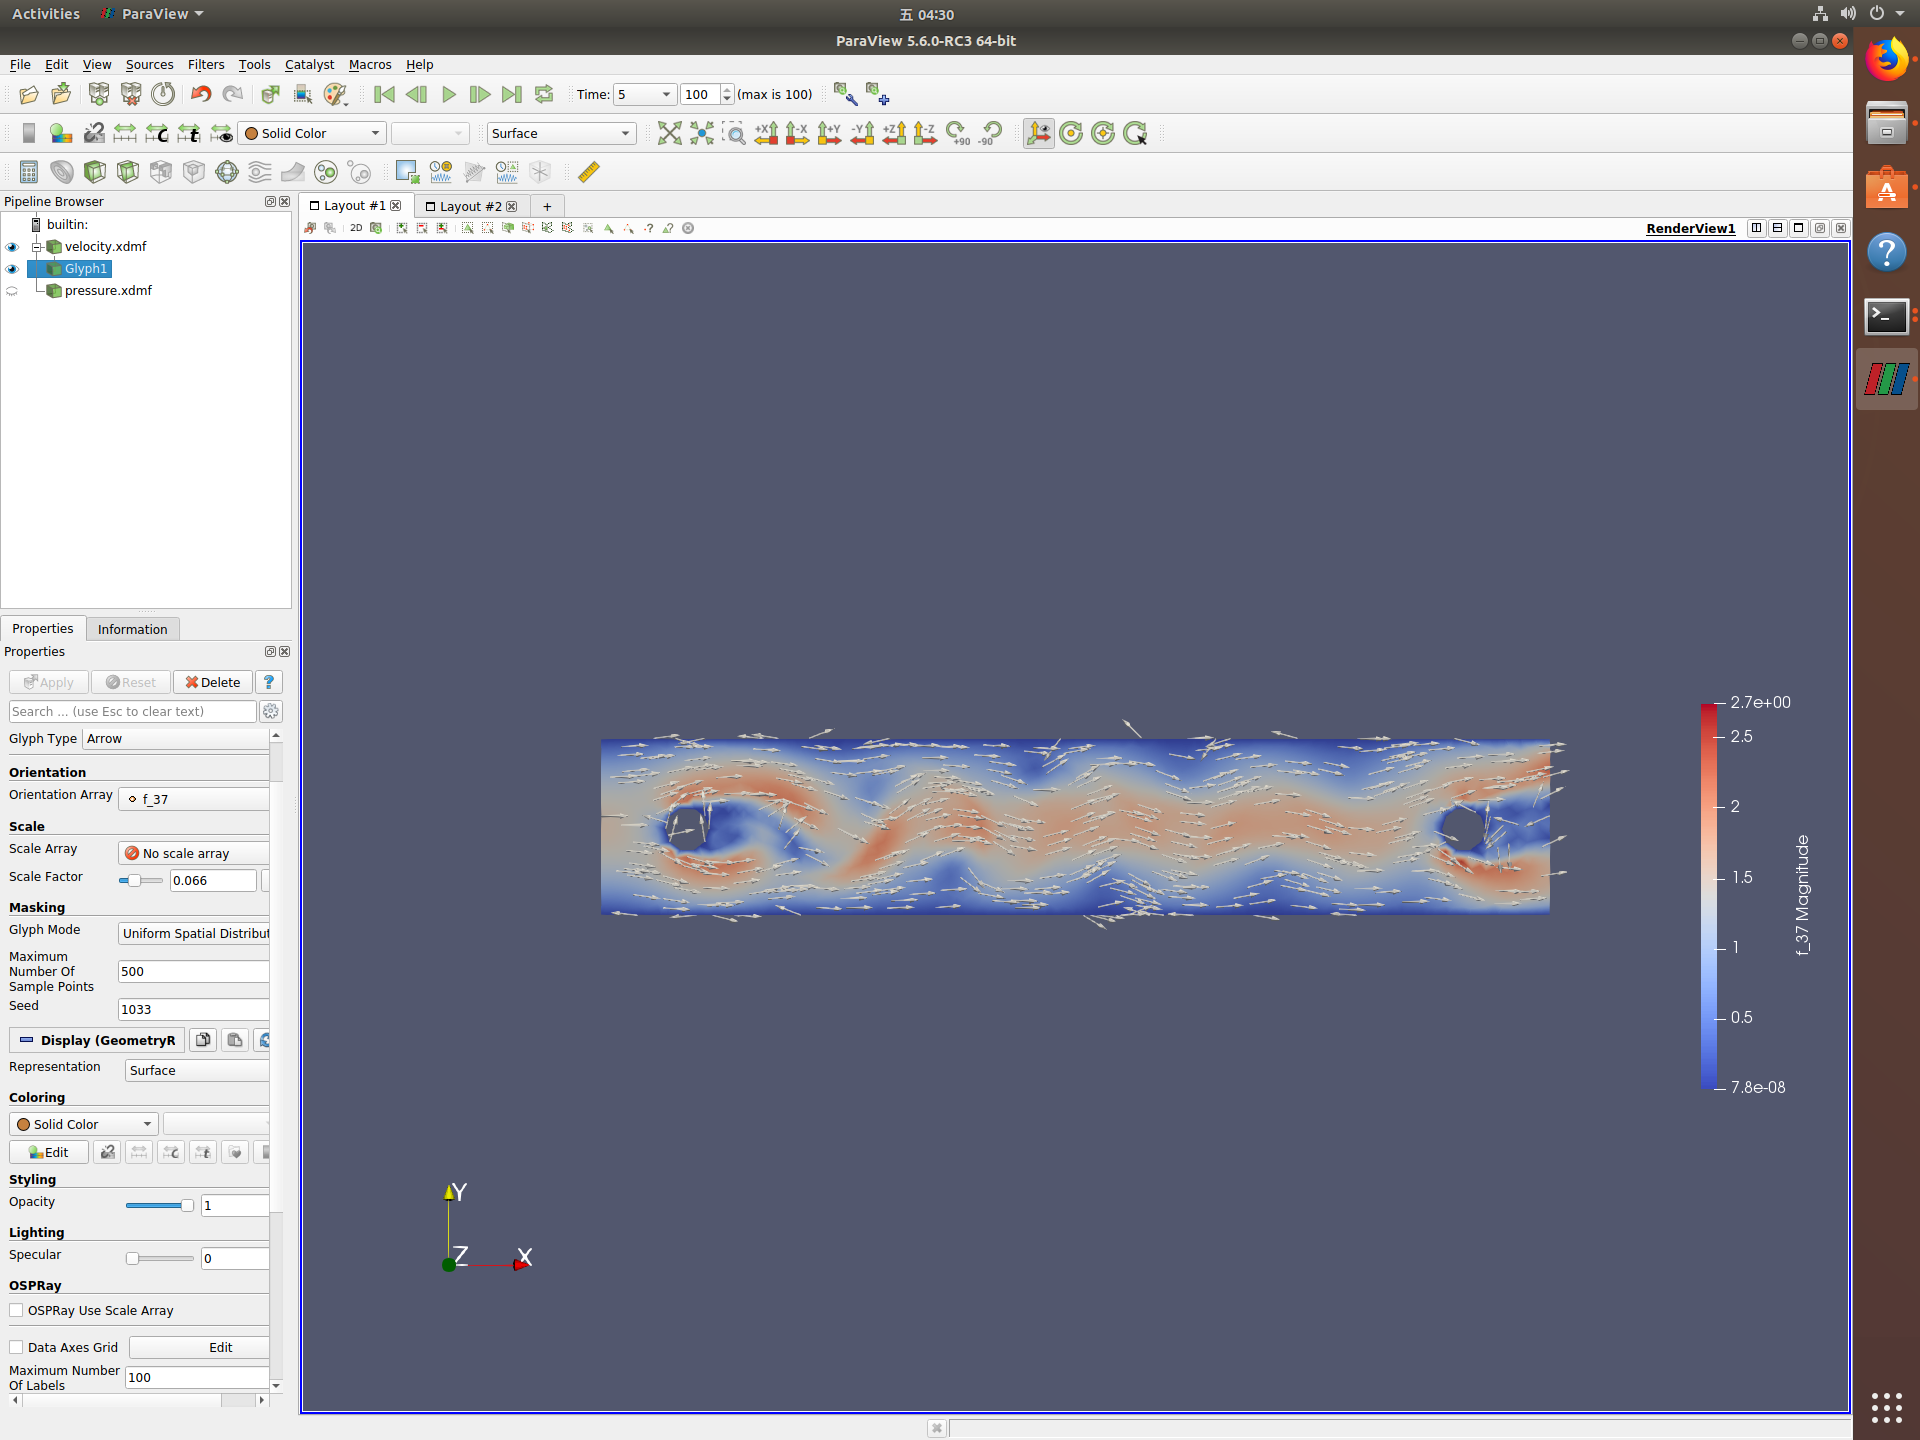 Activities ParaView 五 04:30
ParaView 5.6.0-RC3 64-bit
File Edit View Sources Filters Tools Catalyst Macros Help
Time: 5 100 (max is 100)
Solid Color Surface +X -X +Y -Y +Z -Z +90 -90
Pipeline Browser
Layout #1 Layout #2 +
builtin:
2D
RenderView1
velocity.xdmf
Glyph1
pressure.xdmf
Properties Information
Properties
Apply Reset Delete ?
Search ... (use Esc to clear text)
Glyph Type Arrow
Orientation
Orientation Array f_37
Scale
Scale Array No scale array
Scale Factor 0.066
Masking
Glyph Mode Uniform Spatial Distribut
Maximum
Number Of
Sample Points
500
Seed 1033
Display (GeometryR
Representation Surface
Coloring
Solid Color
Edit
Styling
Opacity 1
Lighting
Specular 0
OSPRay
OSPRay Use Scale Array
Data Axes Grid Edit
Maximum Number
Of Labels
100
2.7e+00
2.5
2
1.5
1
0.5
7.8e-08
f_37 Magnitude
Y
Z
X